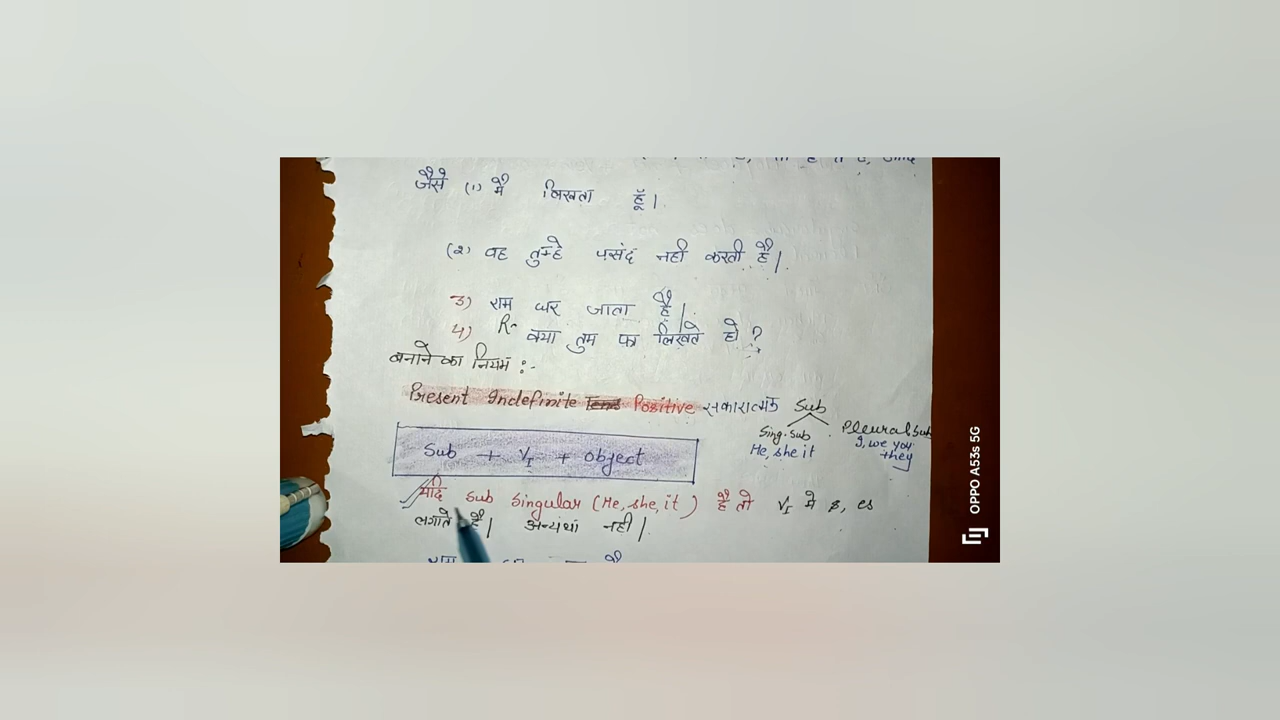 जैसे (1) मै लिखता हूँ।
(2) वह तुम्हे पसंद नही करती है।
3) राम घर जाता है।
4) R- क्या तुम पत्र लिखते हो ?
बनाने का नियम :-
Present Indefinite Positive सकारात्मक Sub
Sing. sub Pleural Sub
He, she it I, we you
they
Sub + V1 + object
यदि Sub Singular (He, she, it) है तो V1 मे s, es
लगाते है। अन्यथा नही।
OPPO A53s 5G